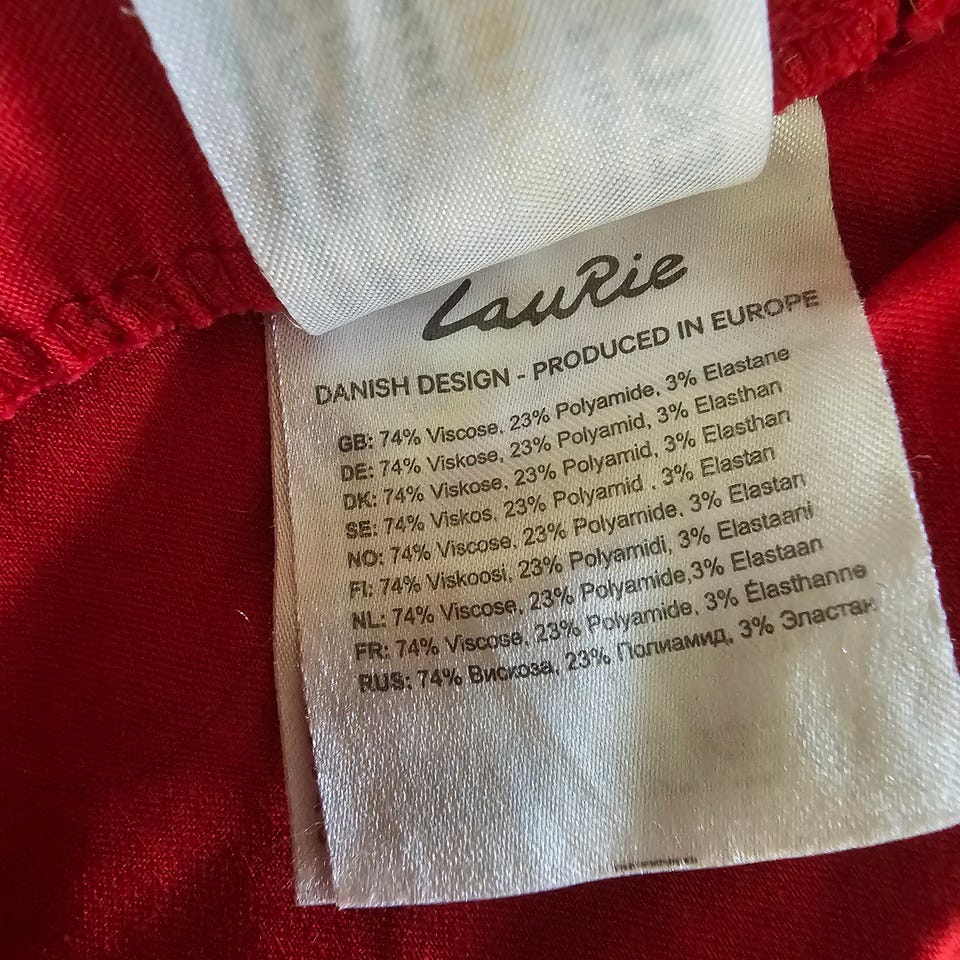 LauRie
DANISH DESIGN - PRODUCED IN EUROPE
GB: 74% Viscose, 23% Polyamide, 3% Elastane
DE: 74% Viskose, 23% Polyamid, 3% Elasthan
DK: 74% Viskose, 23% Polyamid, 3% Elasthan
SE: 74% Viskos, 23% Polyamid , 3% Elastan
NO: 74% Viscose, 23% Polyamide, 3% Elastan
FI: 74% Viskoosi, 23% Polyamidi, 3% Elastaani
NL: 74% Viscose, 23% Polyamide,3% Elastaan
FR: 74% Viscose, 23% Polyamide, 3% Élasthanne
RUS: 74% Вискоза, 23% Полиамид, 3% Эластан